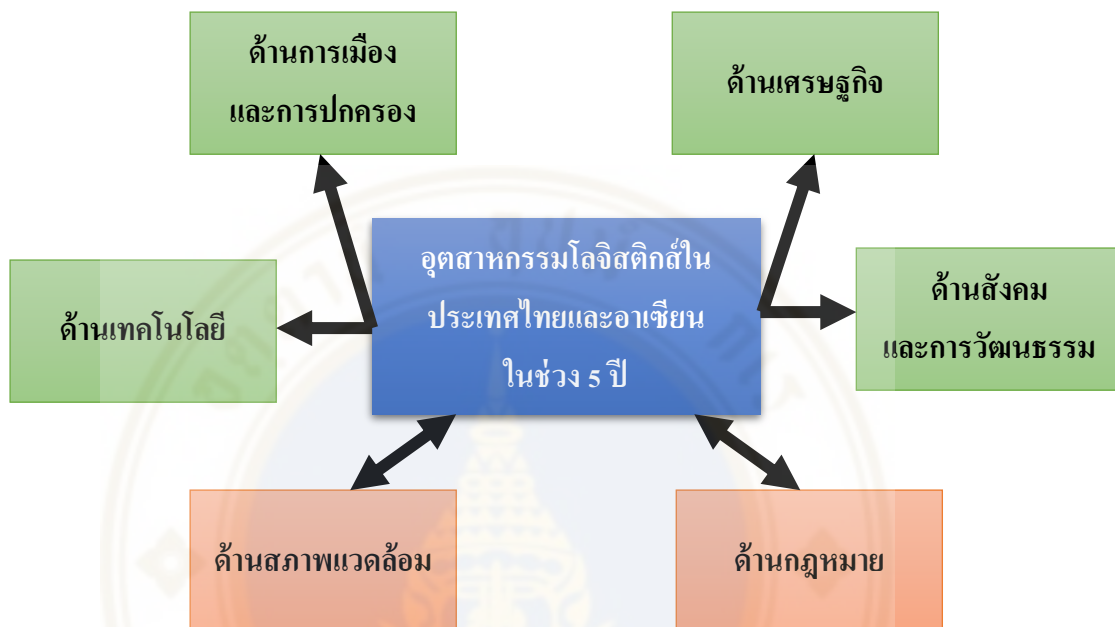 ด้านการเมือง
และการปกครอง
ด้านเศรษฐกิจ
อุตสาหกรรมโลจิสติกส์ใน
ประเทศไทยและอาเซียน
ในช่วง 5 ปี
ด้านเทคโนโลยี
ด้านสังคม
และการวัฒนธรรม
ด้านสภาพแวดล้อม
ด้านกฎหมาย